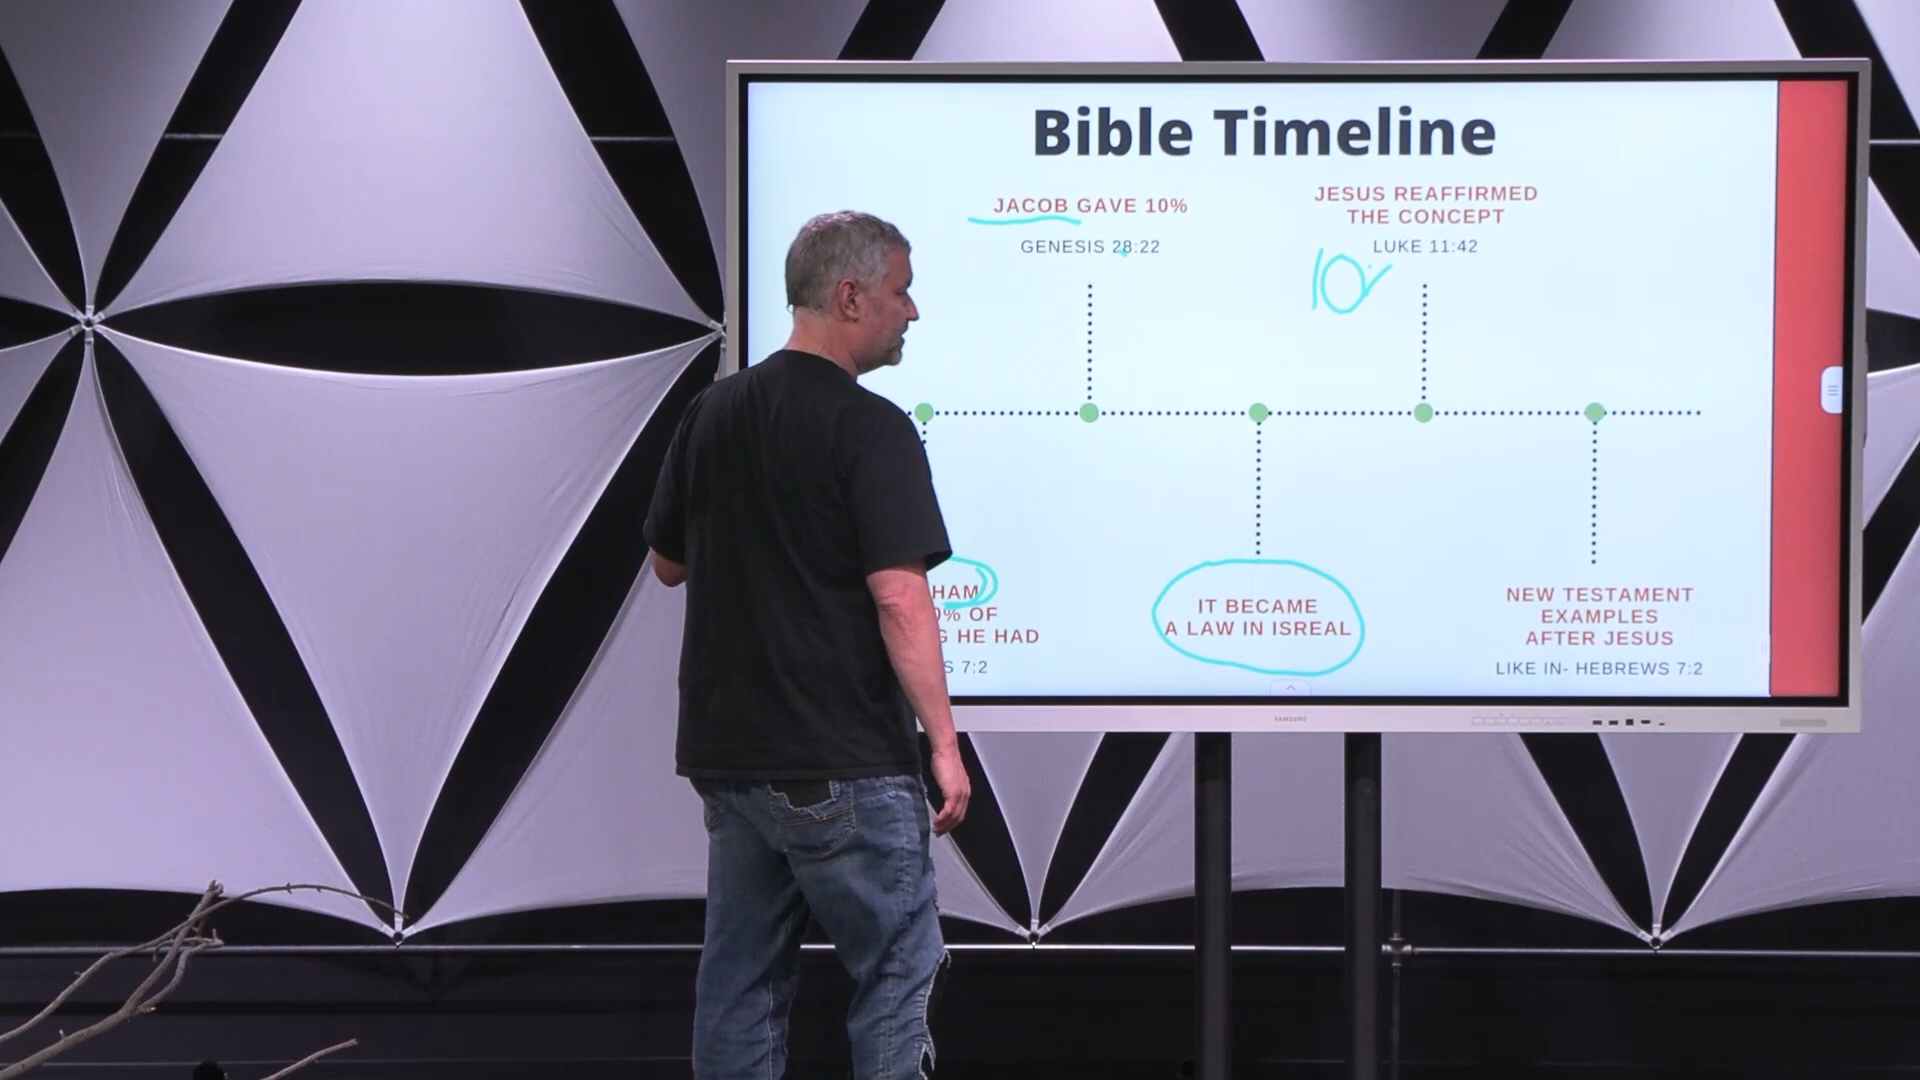 Bible Timeline
JACOB GAVE 10%
GENESIS 28:22
JESUS REAFFIRMED
THE CONCEPT
LUKE 11:42
10%
HAM
0% OF
G HE HAD
S 7:2
IT BECAME
A LAW IN ISREAL
NEW TESTAMENT
EXAMPLES
AFTER JESUS
LIKE IN- HEBREWS 7:2
SAMSUNG